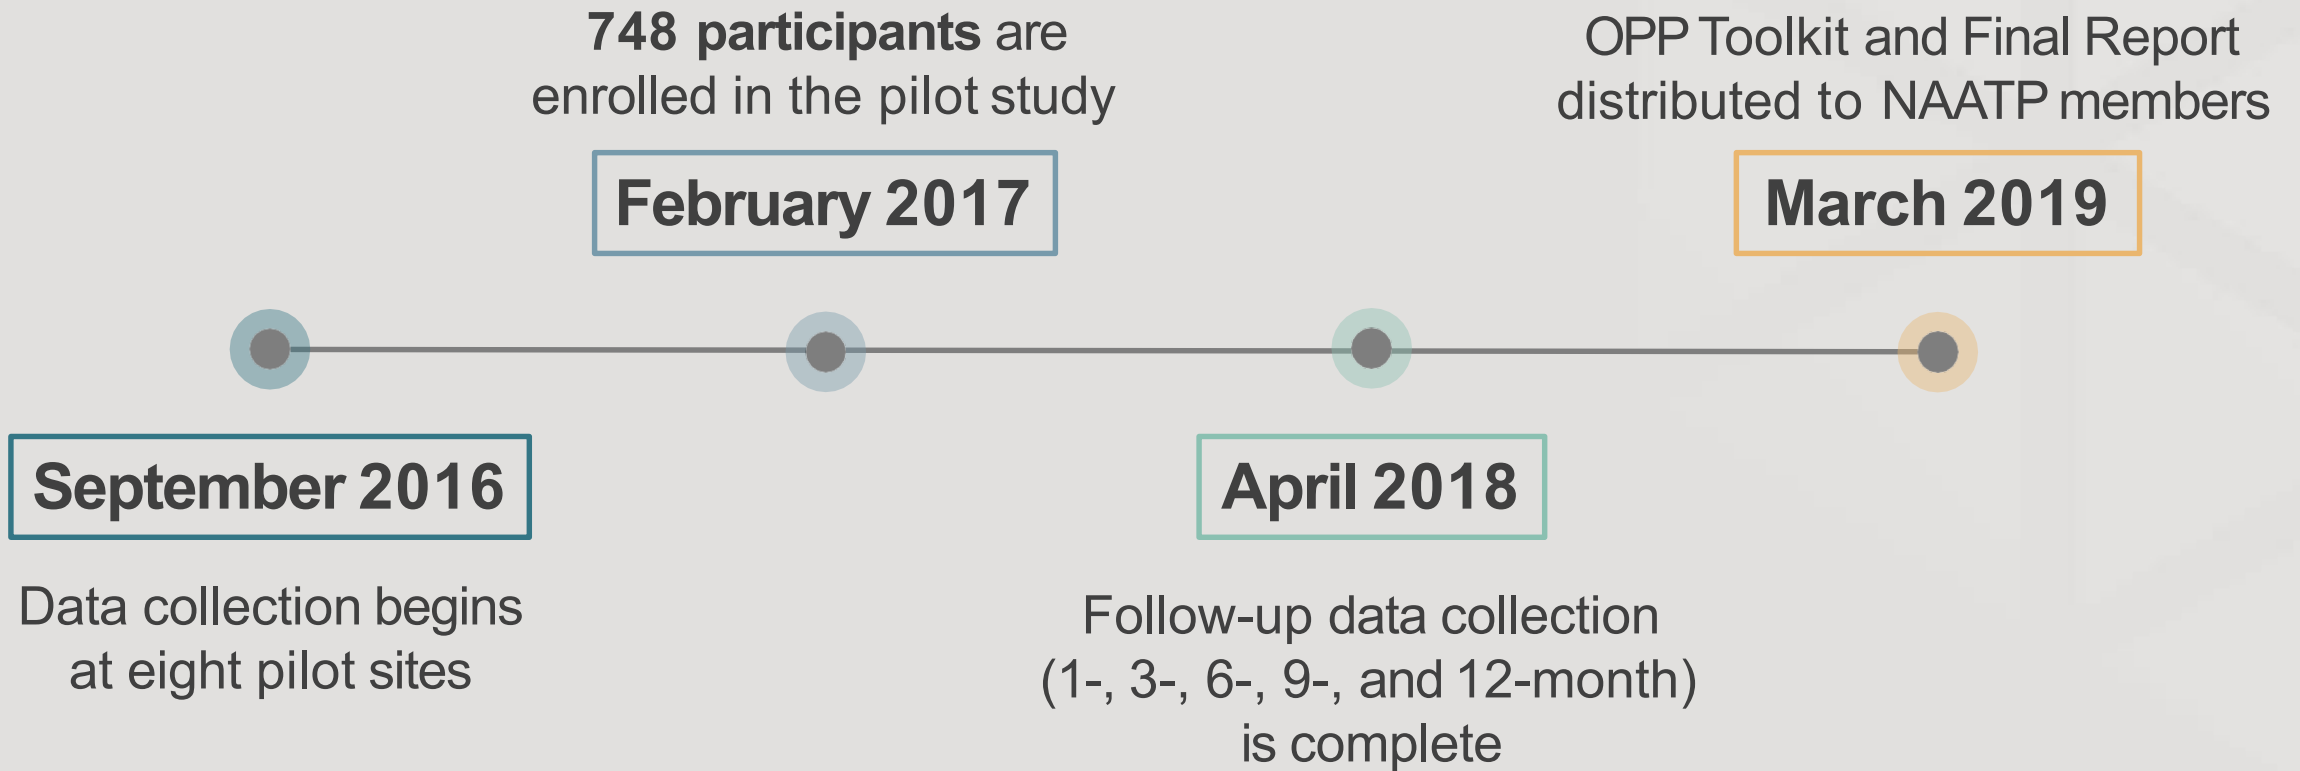 748 participants are
enrolled in the pilot study
February 2017
OPP Toolkit and Final Report
distributed to NAATP members
March 2019
September 2016
Data collection begins
at eight pilot sites
April 2018
Follow-up data collection
(1-, 3-, 6-, 9-, and 12-month)
is complete